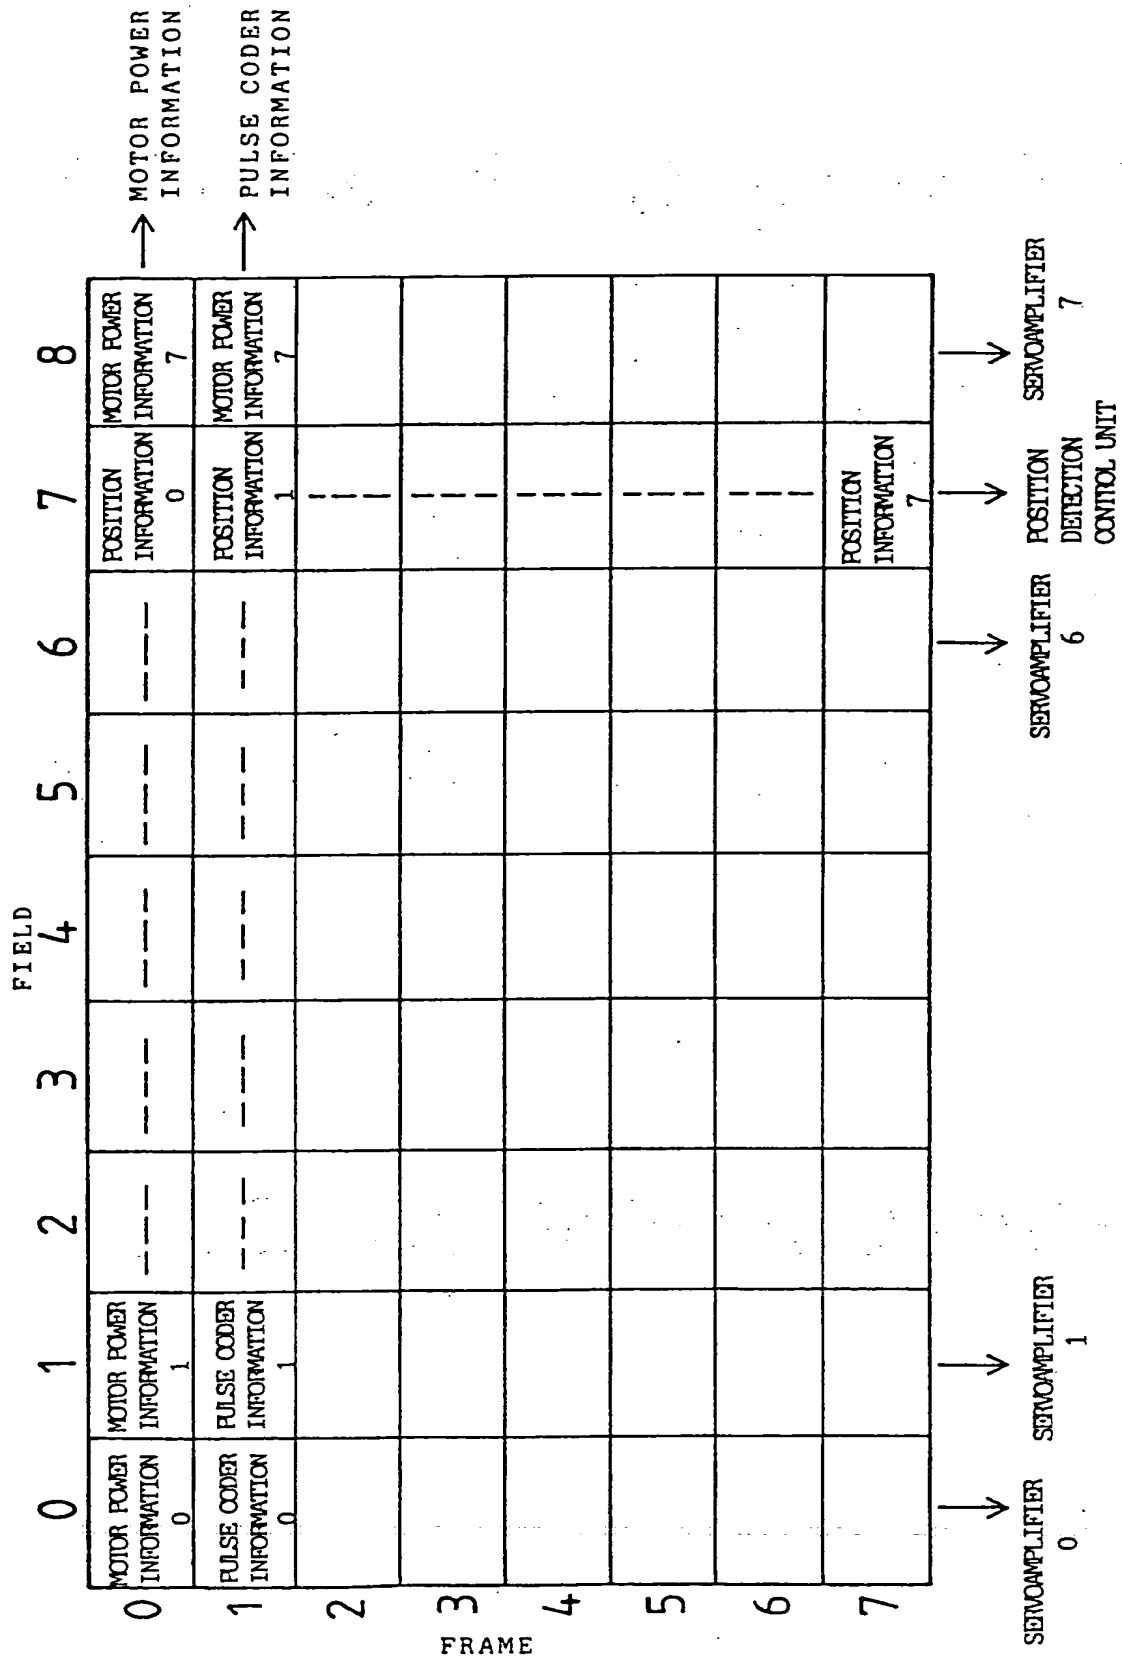 FIELD
0 1 2 3 4 5 6 7 8
FRAME
0
MOTOR POWER
INFORMATION
0
MOTOR POWER
INFORMATION
1
POSITION
INFORMATION
0
MOTOR POWER
INFORMATION
7
MOTOR POWER
INFORMATION
1
PULSE CODER
INFORMATION
0
PULSE CODER
INFORMATION
1
POSITION
INFORMATION
1
MOTOR POWER
INFORMATION
7
PULSE CODER
INFORMATION
2
3
4
5
6
7
POSITION
INFORMATION
7
SERVOAMPLIFIER
0
SERVOAMPLIFIER
1
SERVOAMPLIFIER
6
POSITION
DETECTION
CONTROL UNIT
SERVOAMPLIFIER
7